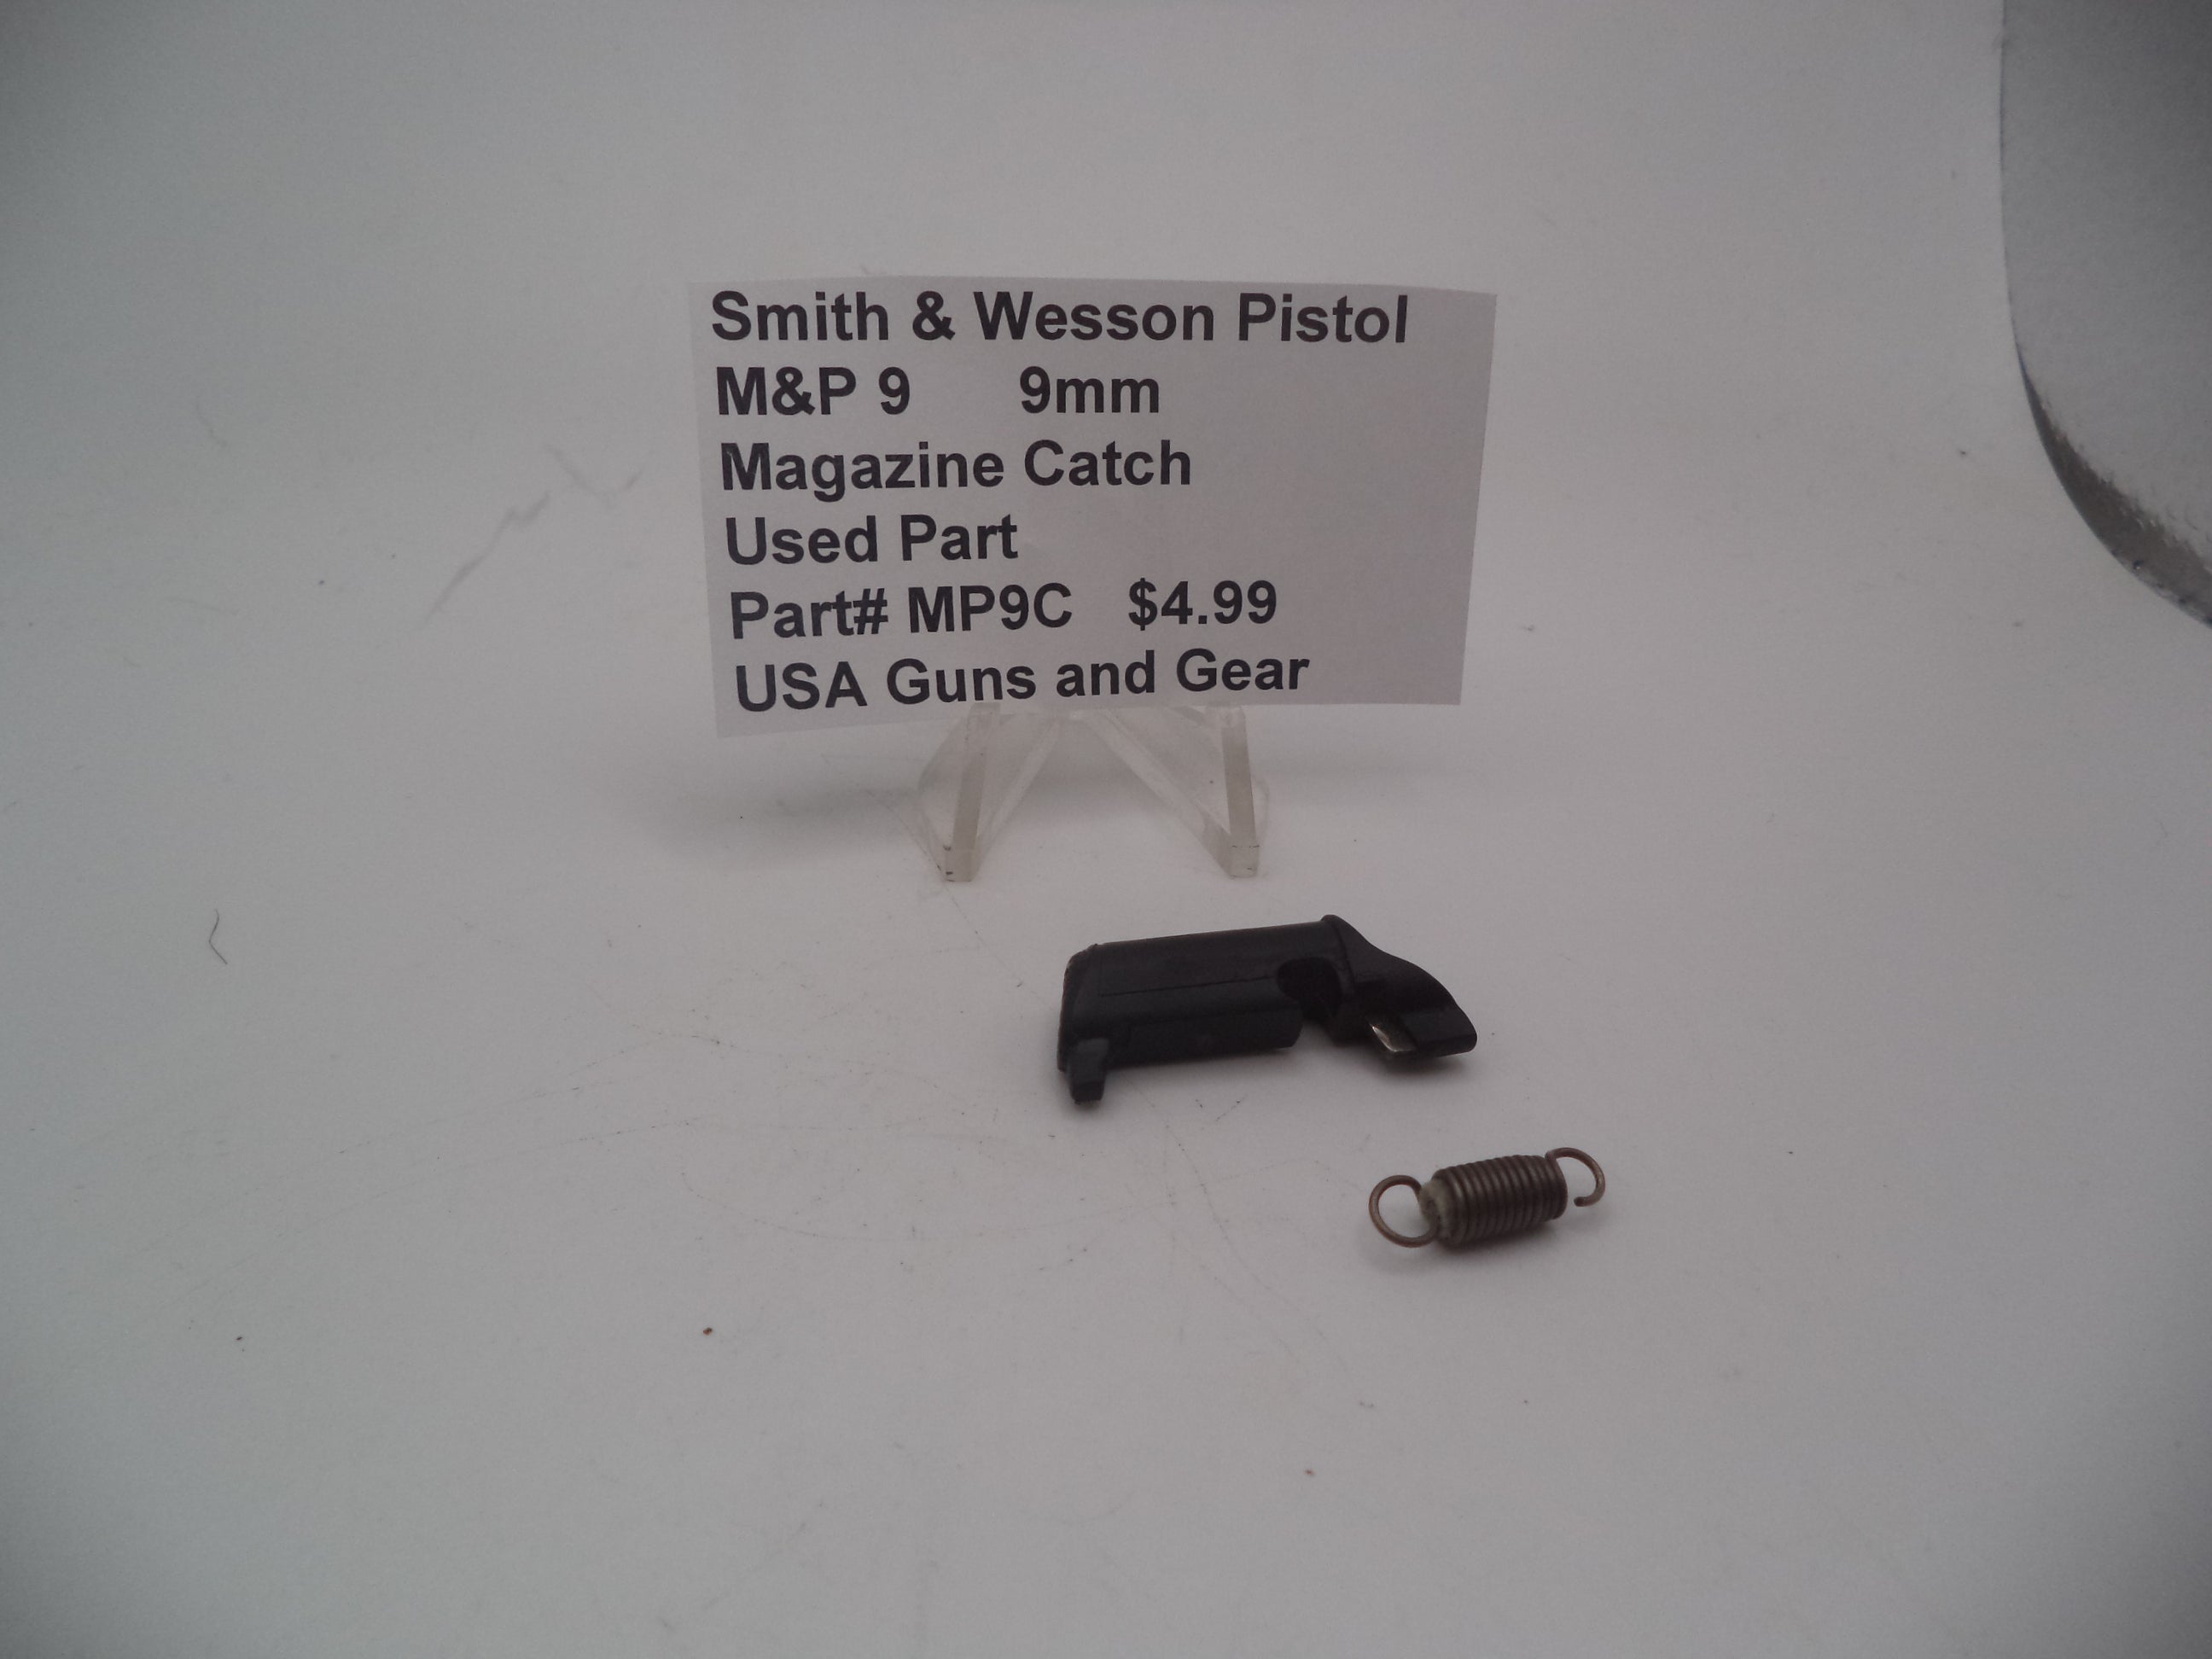 Smith & Wesson Pistol
M&P 9 9mm
Magazine Catch
Used Part
Part# MP9C $4.99
USA Guns and Gear